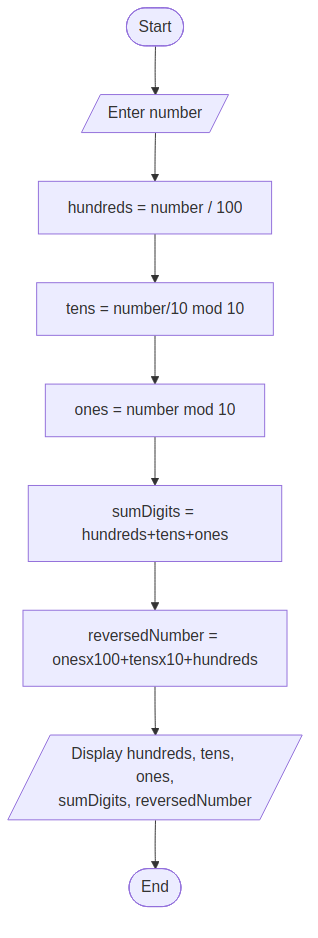 Start
Enter number
hundreds = number / 100
tens = number/10 mod 10
ones = number mod 10
sumDigits =
hundreds+tens+ones
reversedNumber =
onesx100+tensx10+hundreds
Display hundreds, tens,
ones,
sumDigits, reversedNumber
End